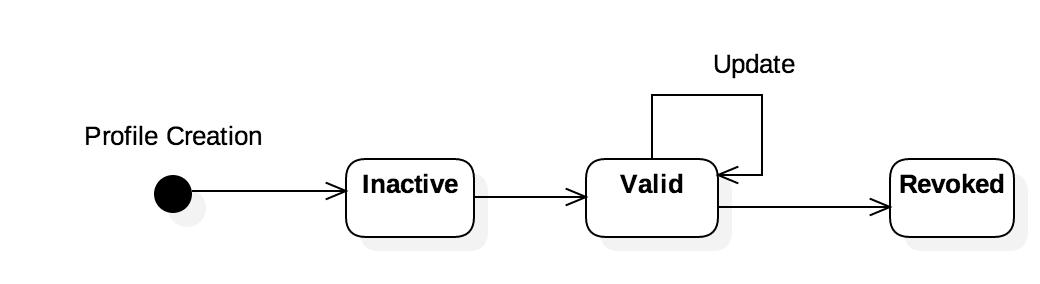 Update
Profile Creation
Inactive
Valid
Revoked